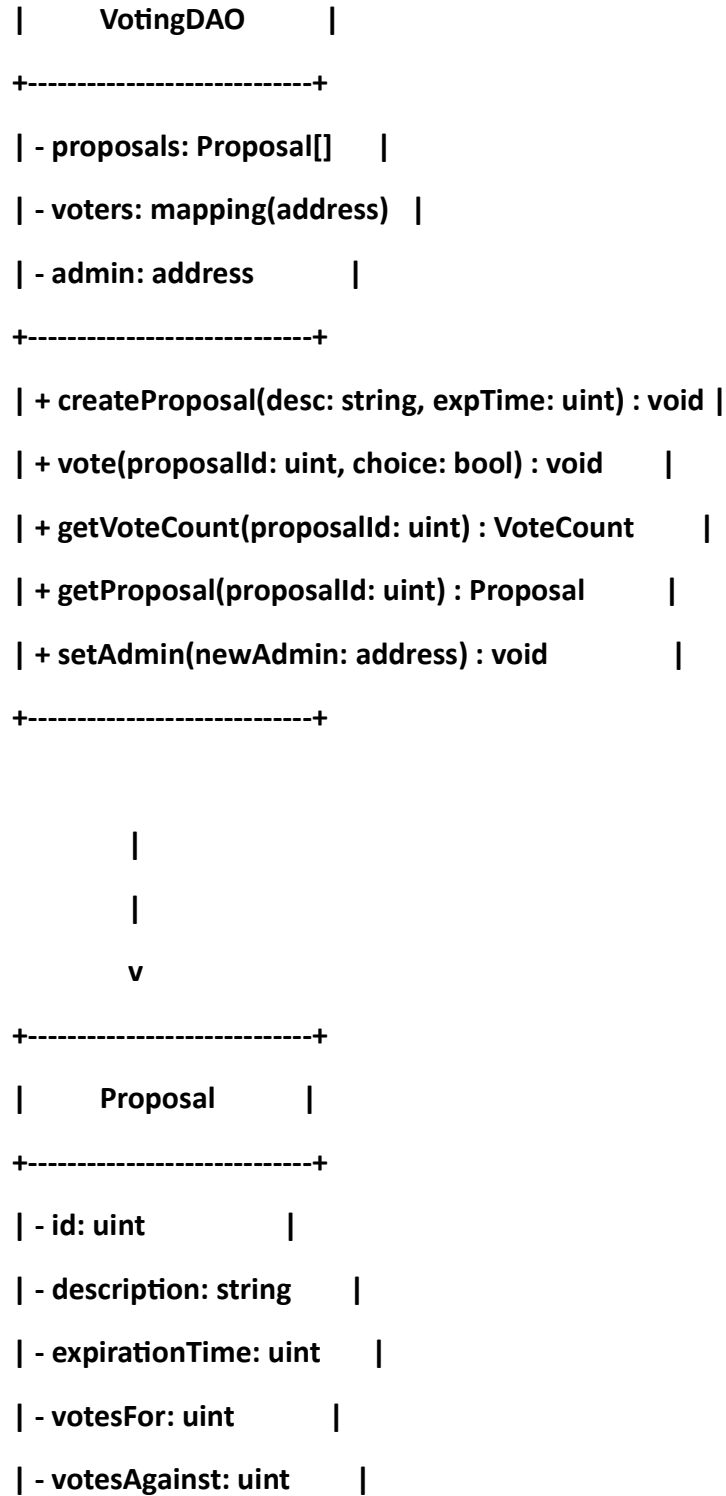 |        VotingDAO        |
+-----------------------------+
| - proposals: Proposal[]     |
| - voters: mapping(address)   |
| - admin: address            |
+-----------------------------+
| + createProposal(desc: string, expTime: uint) : void |
| + vote(proposalId: uint, choice: bool) : void       |
| + getVoteCount(proposalId: uint) : VoteCount       |
| + getProposal(proposalId: uint) : Proposal         |
| + setAdmin(newAdmin: address) : void              |
+-----------------------------+
|
|
v
+-----------------------------+
|        Proposal         |
+-----------------------------+
| - id: uint                |
| - description: string       |
| - expirationTime: uint      |
| - votesFor: uint           |
| - votesAgainst: uint        |